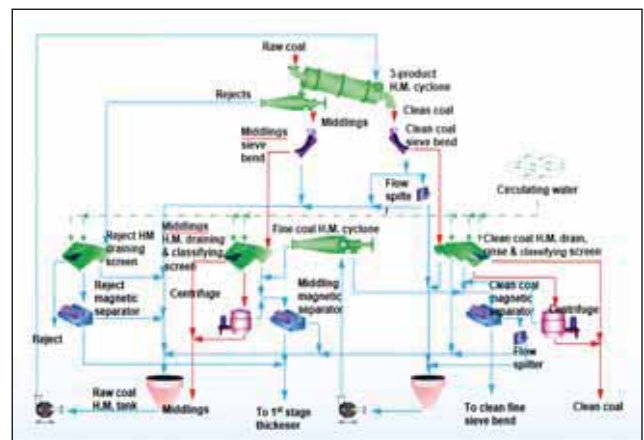 Raw coal
3-product
H.M. cyclone
Rejects
Middlings
Clean coal
Middlings
sieve
bend
Clean coal
sieve bend
Flow
splitte
Circulating water
Reject HM
draining
screen
Middlings
H.M. draining
& classifying
screen
Fine coal H.M. cyclone
Clean coal H.M. drain,
rinse & classifying screen
Reject
magnetic
separator
Centrifuge
Middling
magnetic
separator
Clean coal
magnetic
separator
Centrifuge
Reject
Flow
splitter
Raw coal
H.M. tank
Middlings
To 1st stage
thickener
To clean fine
sieve bend
Clean coal